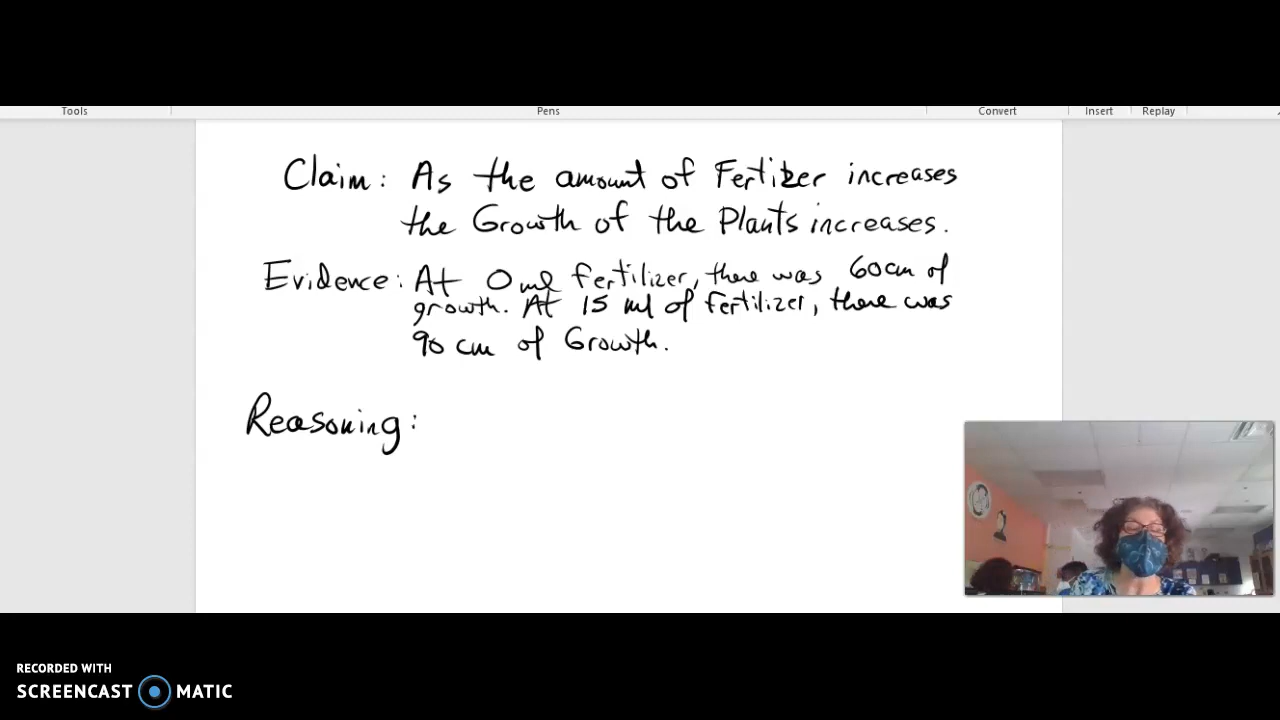 Tools Pens Convert Insert Replay
Claim: As the amount of Fertilzer increases
the Growth of the Plants increases.
Evidence: At 0 ml fertilizer, there was 60cm of
growth. At 15 ml of fertilizer, there was
90 cm of Growth.
Reasoning:
RECORDED WITH
SCREENCAST MATIC